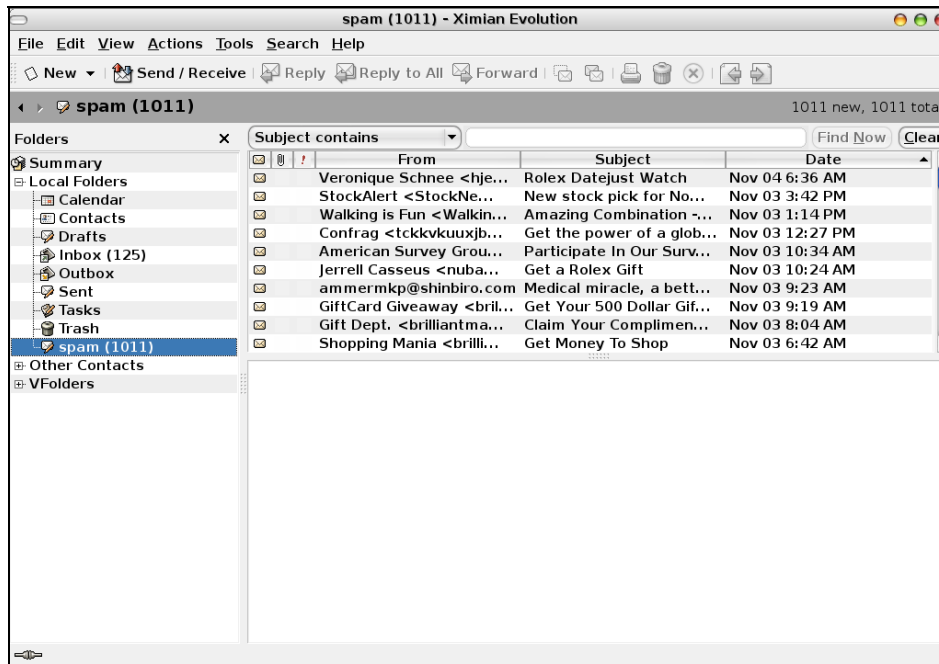 spam (1011) - Ximian Evolution
File Edit View Actions Tools Search Help
New Send / Receive Reply Reply to All Forward
spam (1011) 1011 new, 1011 tota
Folders x Subject contains Find Now Clear
From Subject Date
Summary
Local Folders
Calendar
Contacts
Drafts
Inbox (125)
Outbox
Sent
Tasks
Trash
spam (1011)
Other Contacts
VFolders
Veronique Schnee <hje... Rolex Datejust Watch Nov 04 6:36 AM
StockAlert <StockNe... New stock pick for No... Nov 03 3:42 PM
Walking is Fun <Walkin... Amazing Combination -... Nov 03 1:14 PM
Confrag <tckkvkuuxjb... Get the power of a glob... Nov 03 12:27 PM
American Survey Grou... Participate In Our Surv... Nov 03 10:34 AM
Jerrell Casseus <nuba... Get a Rolex Gift Nov 03 10:24 AM
ammermkp@shinbiro.com Medical miracle, a bett... Nov 03 9:23 AM
GiftCard Giveaway <bril... Get Your 500 Dollar Gif... Nov 03 9:19 AM
Gift Dept. <brilliantma... Claim Your Complimen... Nov 03 8:04 AM
Shopping Mania <brilli... Get Money To Shop Nov 03 6:42 AM